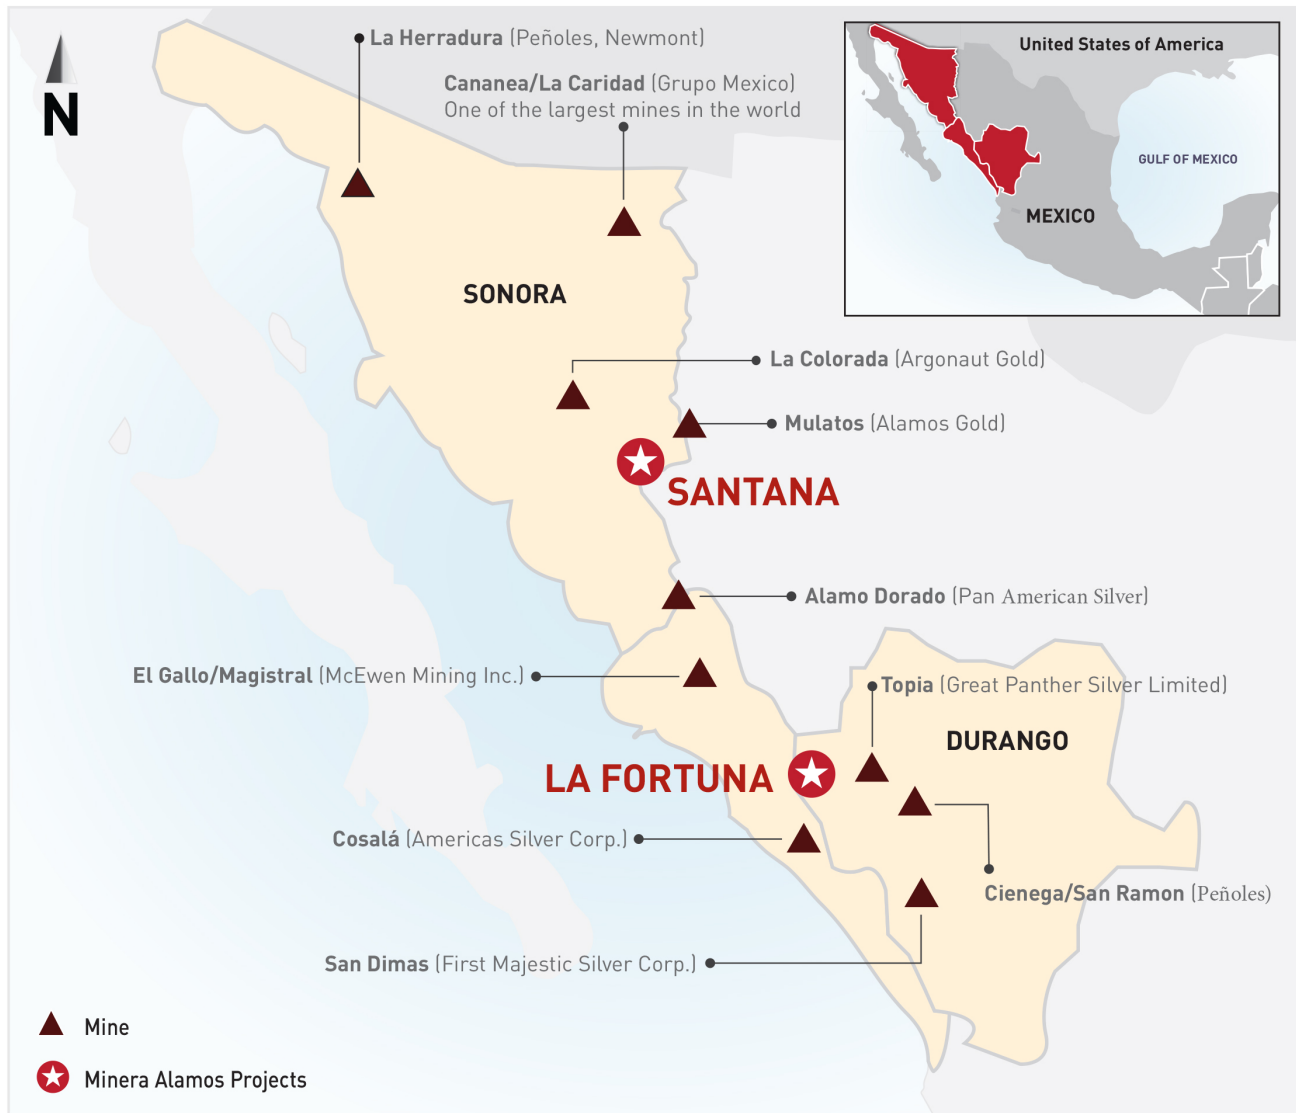 La Herradura (Peñoles, Newmont)
N
Cananea/La Caridad (Grupo Mexico)
One of the largest mines in the world
United States of America
GULF OF MEXICO
MEXICO
SONORA
La Colorada (Argonaut Gold)
Mulatos (Alamos Gold)
SANTANA
Alamo Dorado (Pan American Silver)
El Gallo/Magistral (McEwen Mining Inc.)
Topia (Great Panther Silver Limited)
DURANGO
LA FORTUNA
Cosalá (Americas Silver Corp.)
Cienega/San Ramon (Peñoles)
San Dimas (First Majestic Silver Corp.)
Mine
Minera Alamos Projects